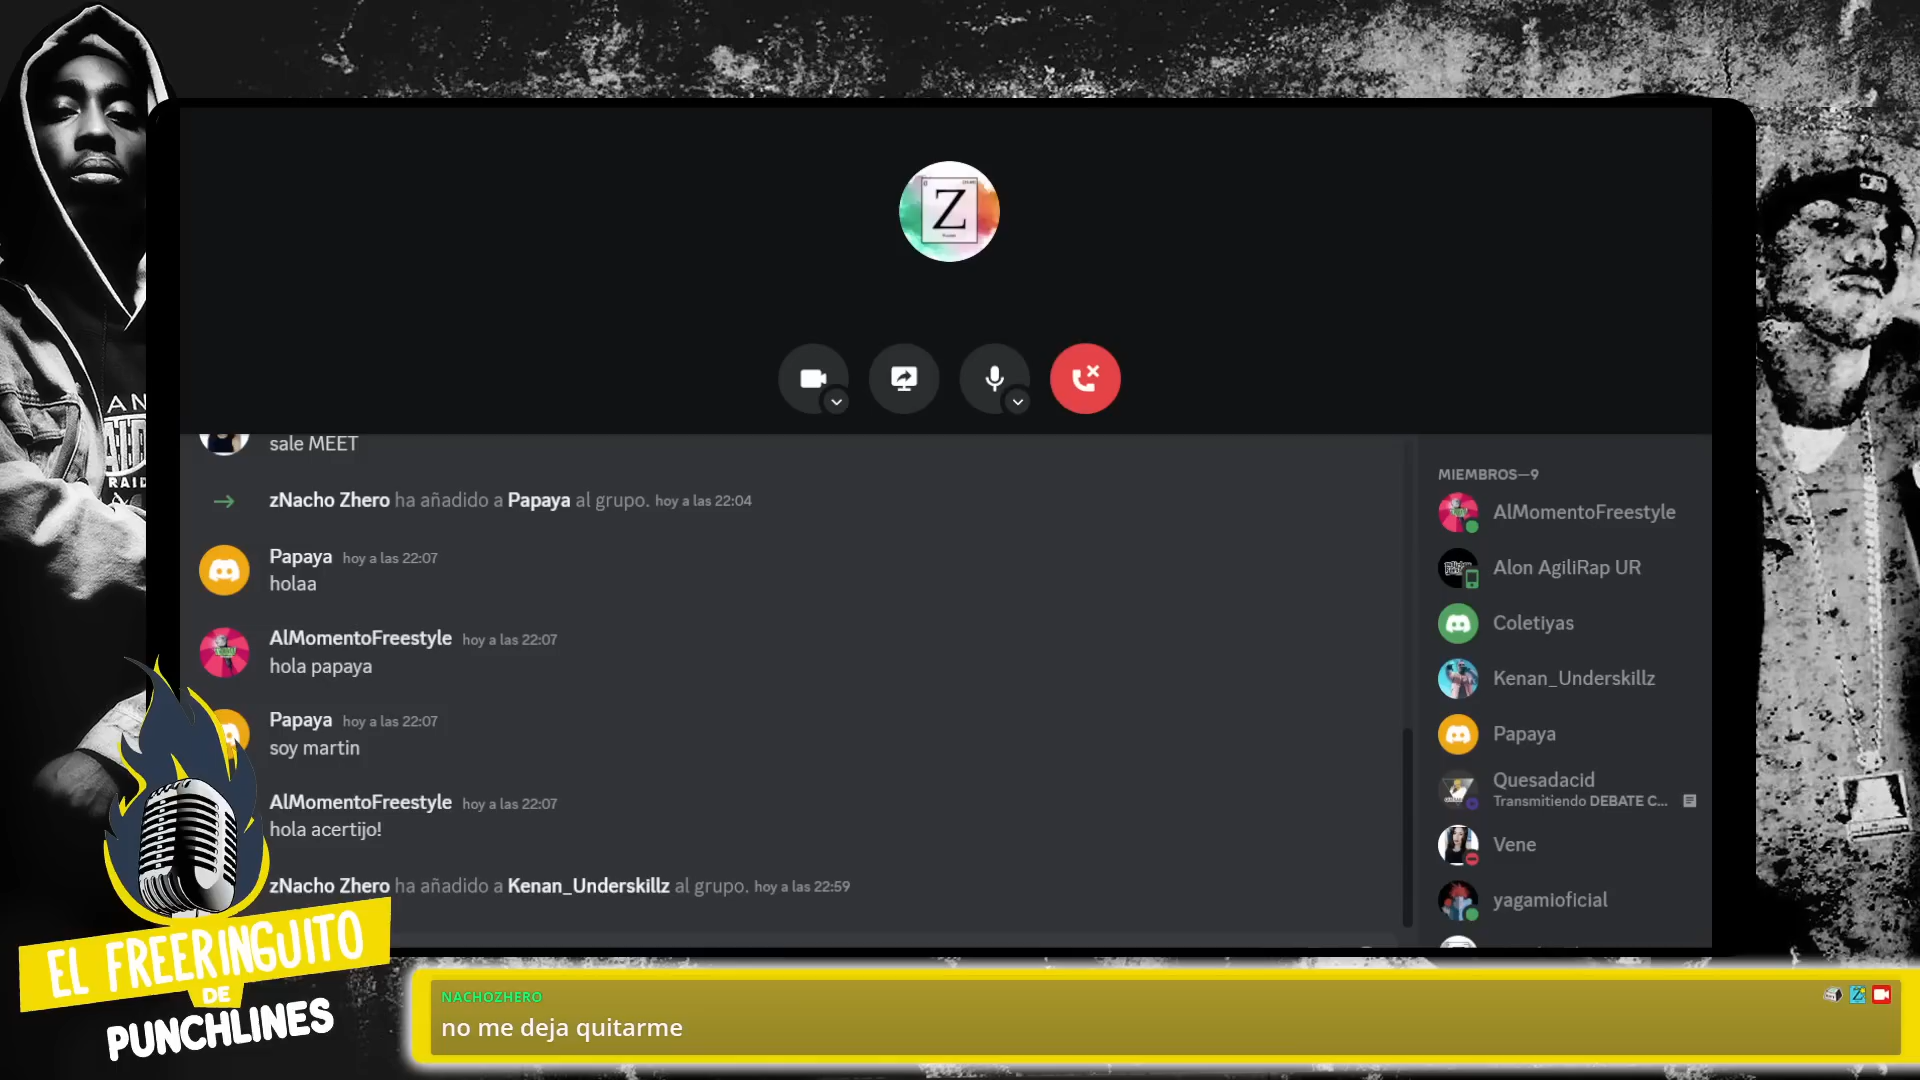 Z
sale MEET
zNacho Zhero ha añadido a Papaya al grupo. hoy a las 22:04
Papaya hoy a las 22:07
holaa
AlMomentoFreestyle hoy a las 22:07
hola papaya
Papaya hoy a las 22:07
soy martin
AlMomentoFreestyle hoy a las 22:07
hola acertijo!
zNacho Zhero ha añadido a Kenan_Underskillz al grupo. hoy a las 22:59
MIEMBROS—9
AlMomentoFreestyle
Alon AgiliRap UR
Coletiyas
Kenan_Underskillz
Papaya
Quesadacid
Transmitiendo DEBATE C...
Vene
yagamioficial
EL FREERINGUITO
DE
PUNCHLINES
NACHOZHERO
no me deja quitarme